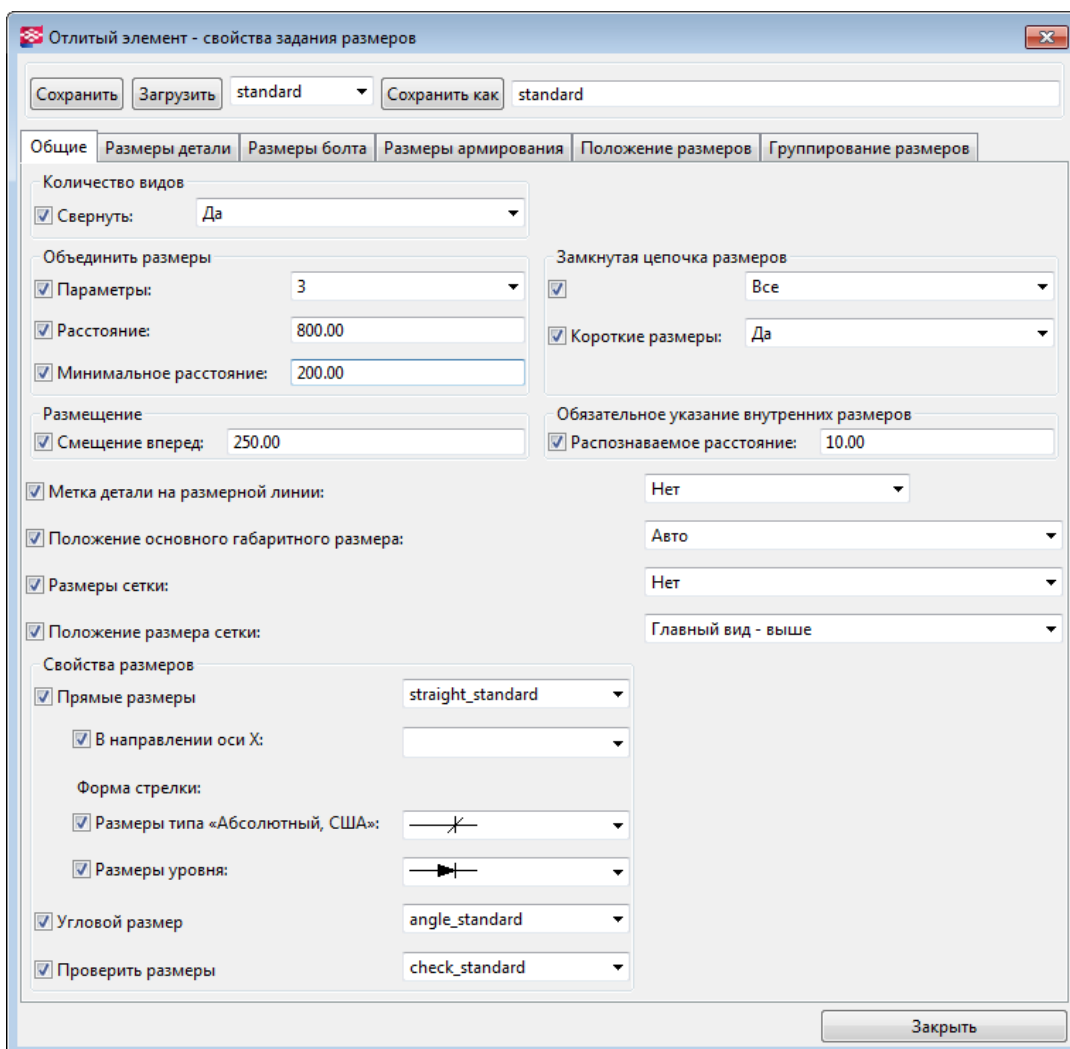 Отлитый элемент - свойства задания размеров
Сохранить Загрузить standard Сохранить как standard
Общие Размеры детали Размеры болта Размеры армирования Положение размеров Группирование размеров
Количество видов
Свернуть: Да
Объединить размеры Замкнутая цепочка размеров
Параметры: 3 Все
Расстояние: 800.00 Короткие размеры: Да
Минимальное расстояние: 200.00
Размещение Обязательное указание внутренних размеров
Смещение вперед: 250.00 Распознаваемое расстояние: 10.00
Метка детали на размерной линии: Нет
Положение основного габаритного размера: Авто
Размеры сетки: Нет
Положение размера сетки: Главный вид - выше
Свойства размеров
Прямые размеры straight_standard
В направлении оси X:
Форма стрелки:
Размеры типа «Абсолютный, США»:
Размеры уровня:
Угловой размер angle_standard
Проверить размеры check_standard
Закрыть